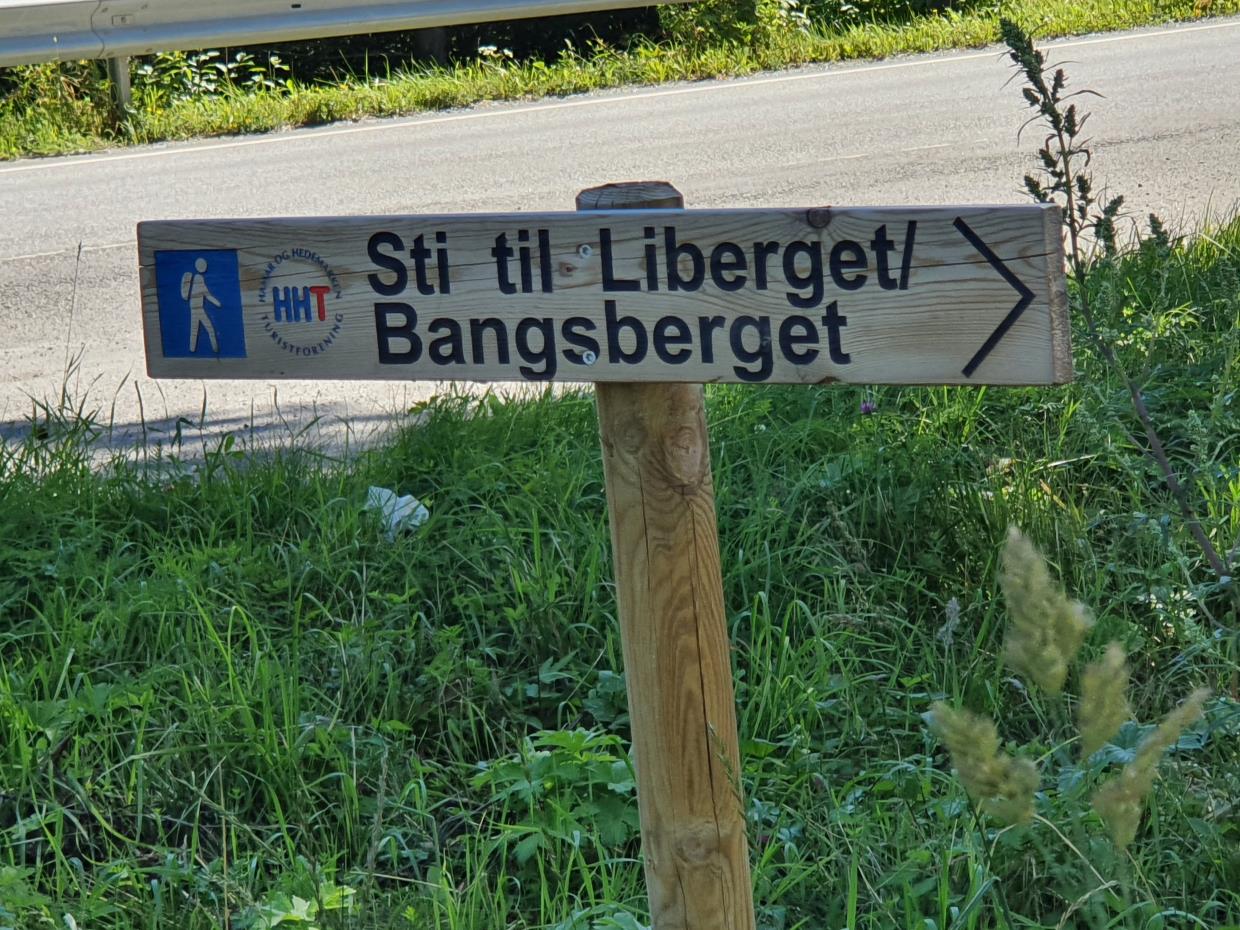 HAMAR OG HEDEMARKEN
HHT
TURISTFORENING
Sti til Liberget/
Bangsberget